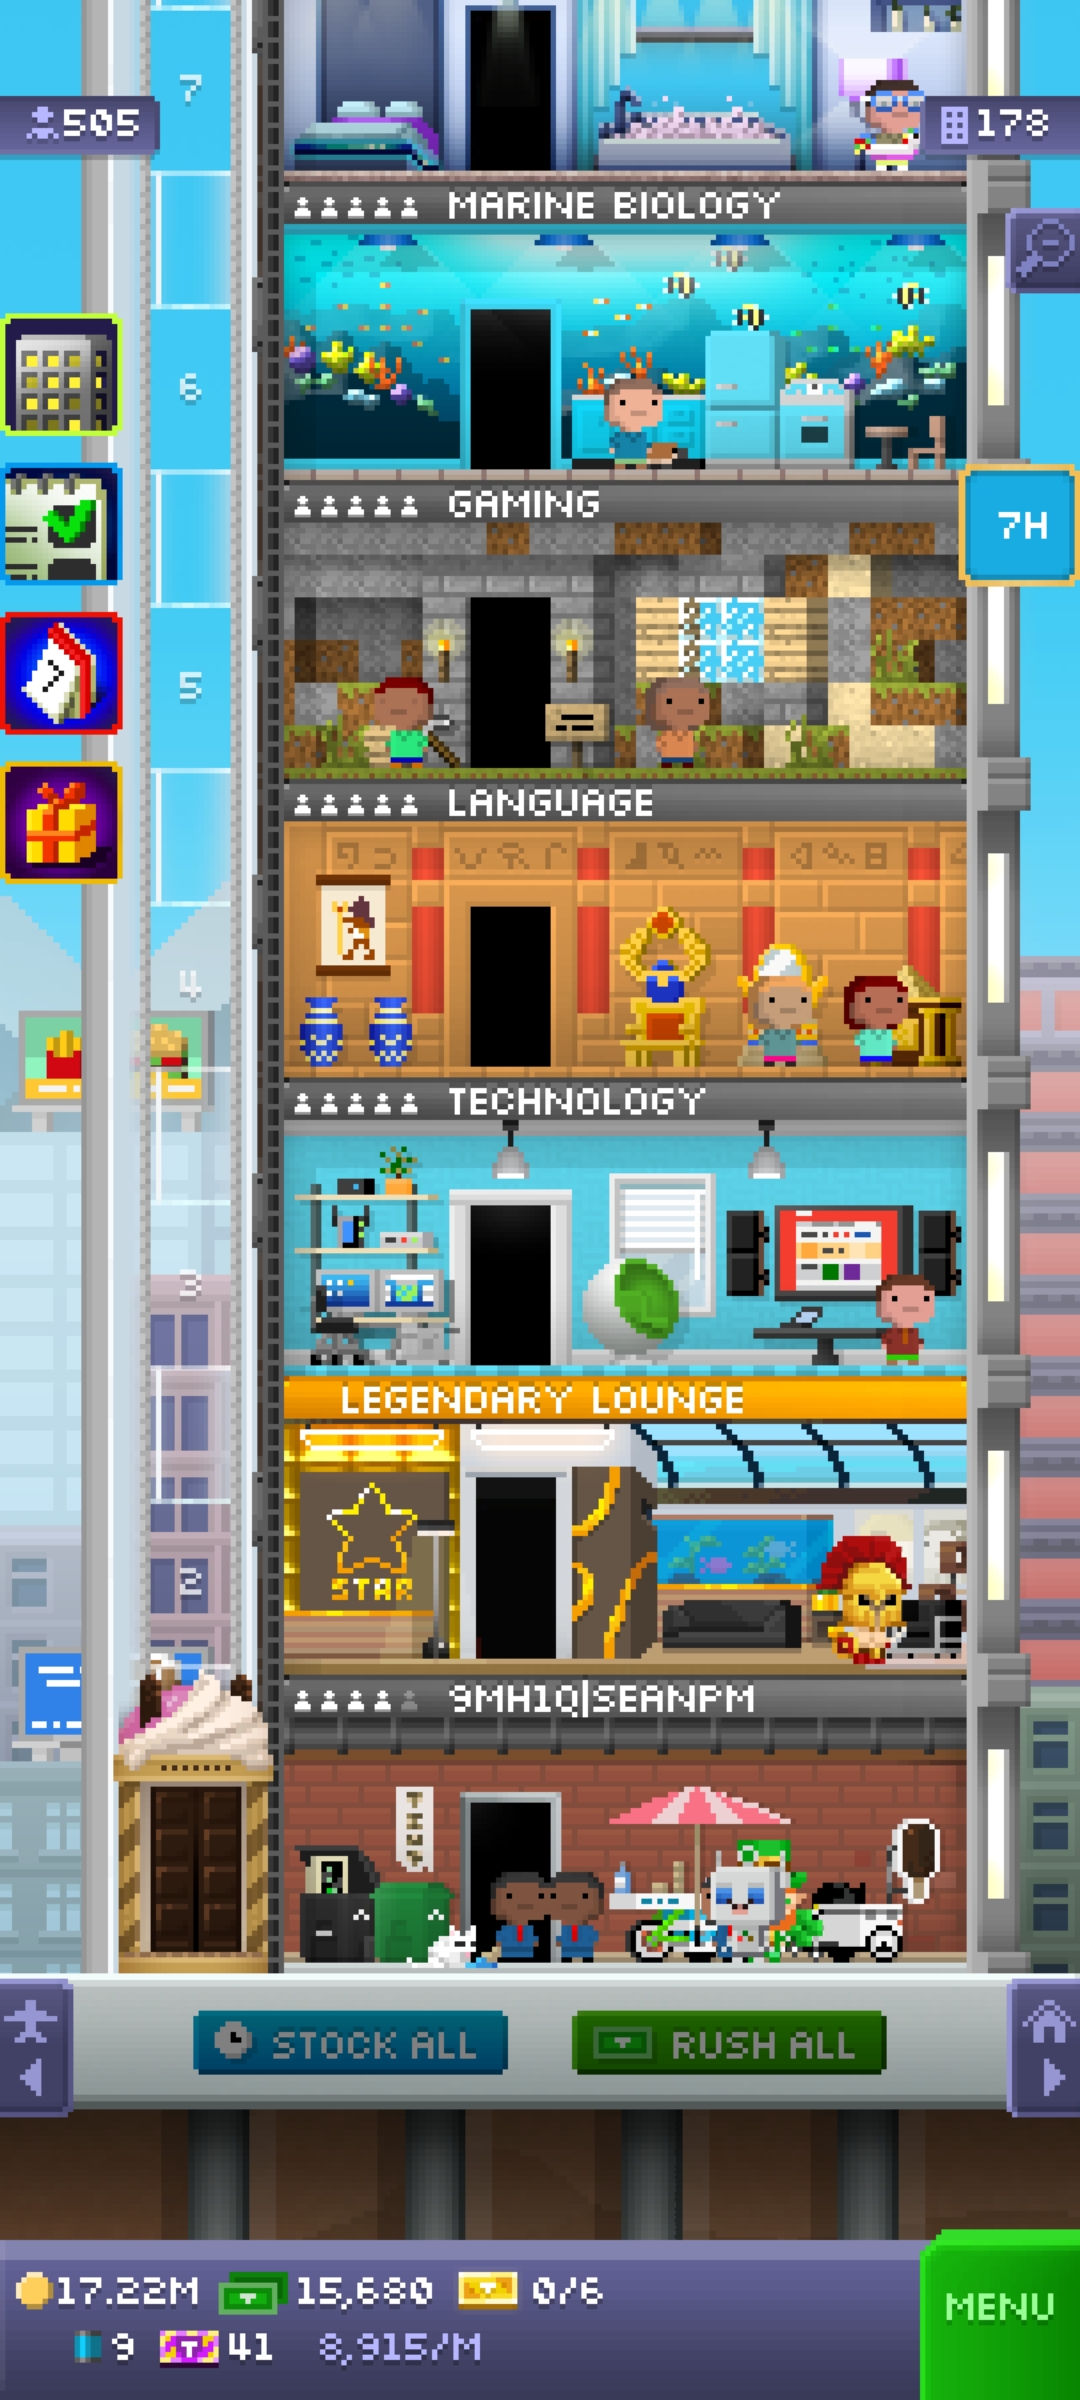 7
505
178
MARINE BIOLOGY
6
GAMING
7H
5
LANGUAGE
4
TECHNOLOGY
3
LEGENDARY LOUNGE
STAR
2
9MH1Q|SEANPM
TINY
STOCK ALL
RUSH ALL
17.22M 15,680 0/6
9 41 8,915/M
MENU